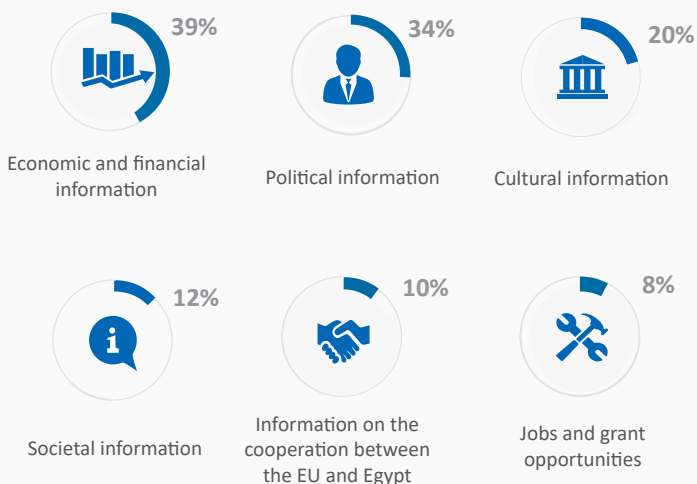 39%
Economic and financial
information
34%
Political information
20%
Cultural information
12%
Societal information
10%
Information on the
cooperation between
the EU and Egypt
8%
Jobs and grant
opportunities